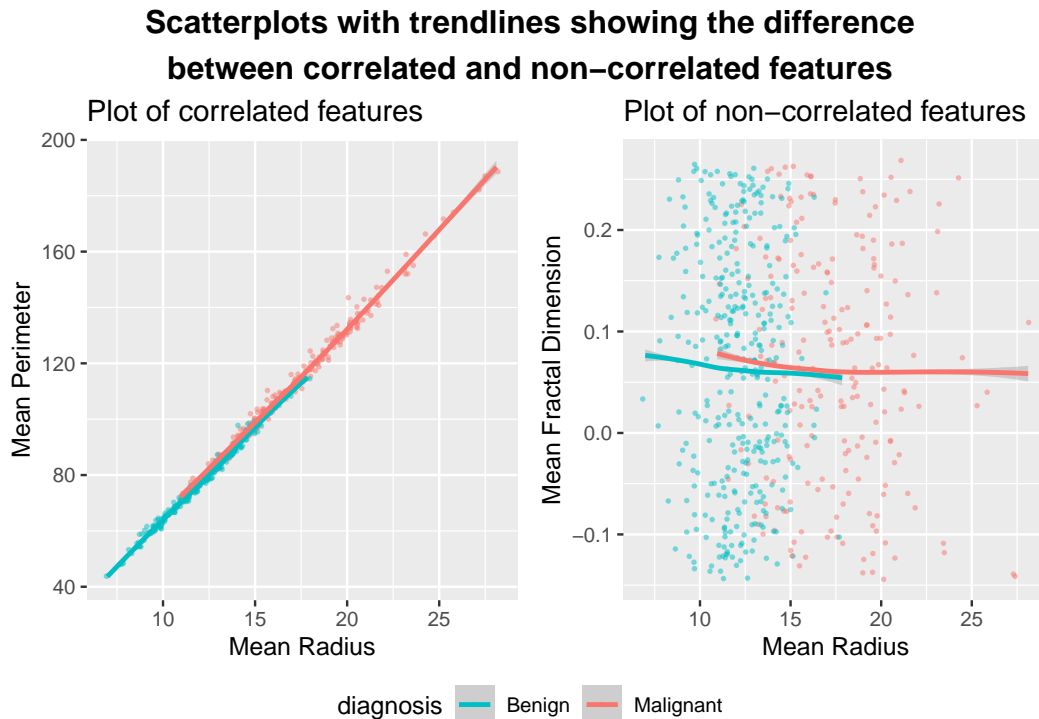 Scatterplots with trendlines showing the difference
between correlated and non−correlated features
Plot of correlated features
200
160
120
80
40
Mean Perimeter
10 15 20 25
Mean Radius
Plot of non−correlated features
0.2
0.1
0.0
−0.1
Mean Fractal Dimension
10 15 20 25
Mean Radius
diagnosis Benign Malignant